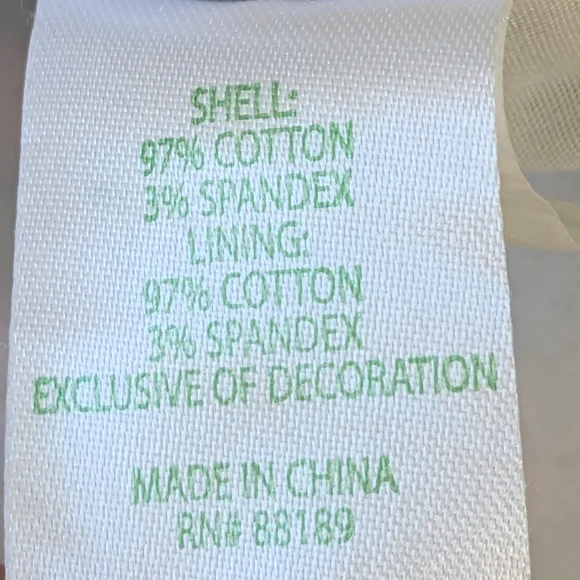 SHELL:
97% COTTON
3% SPANDEX
LINING:
97% COTTON
3% SPANDEX
EXCLUSIVE OF DECORATION
MADE IN CHINA
RN# 88189